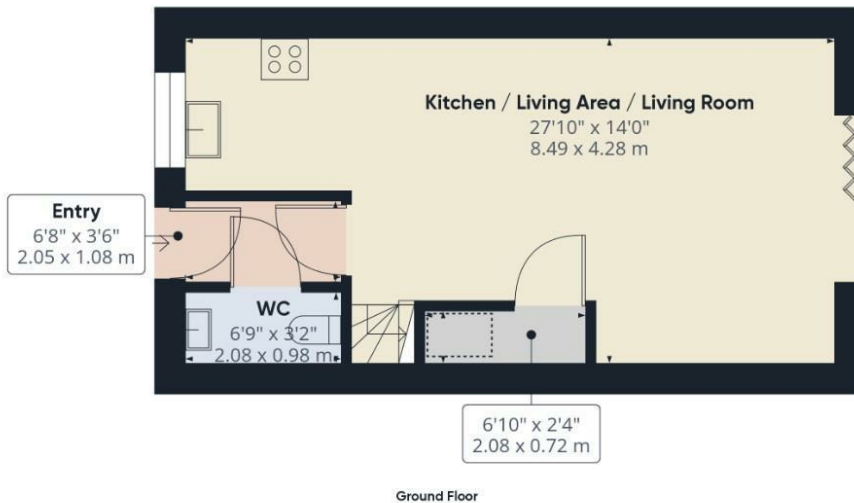 Kitchen / Living Area / Living Room
27'10" x 14'0"
8.49 x 4.28 m
Entry
6'8" x 3'6"
2.05 x 1.08 m
WC
6'9" x 3'2"
2.08 x 0.98 m
6'10" x 2'4"
2.08 x 0.72 m
Ground Floor